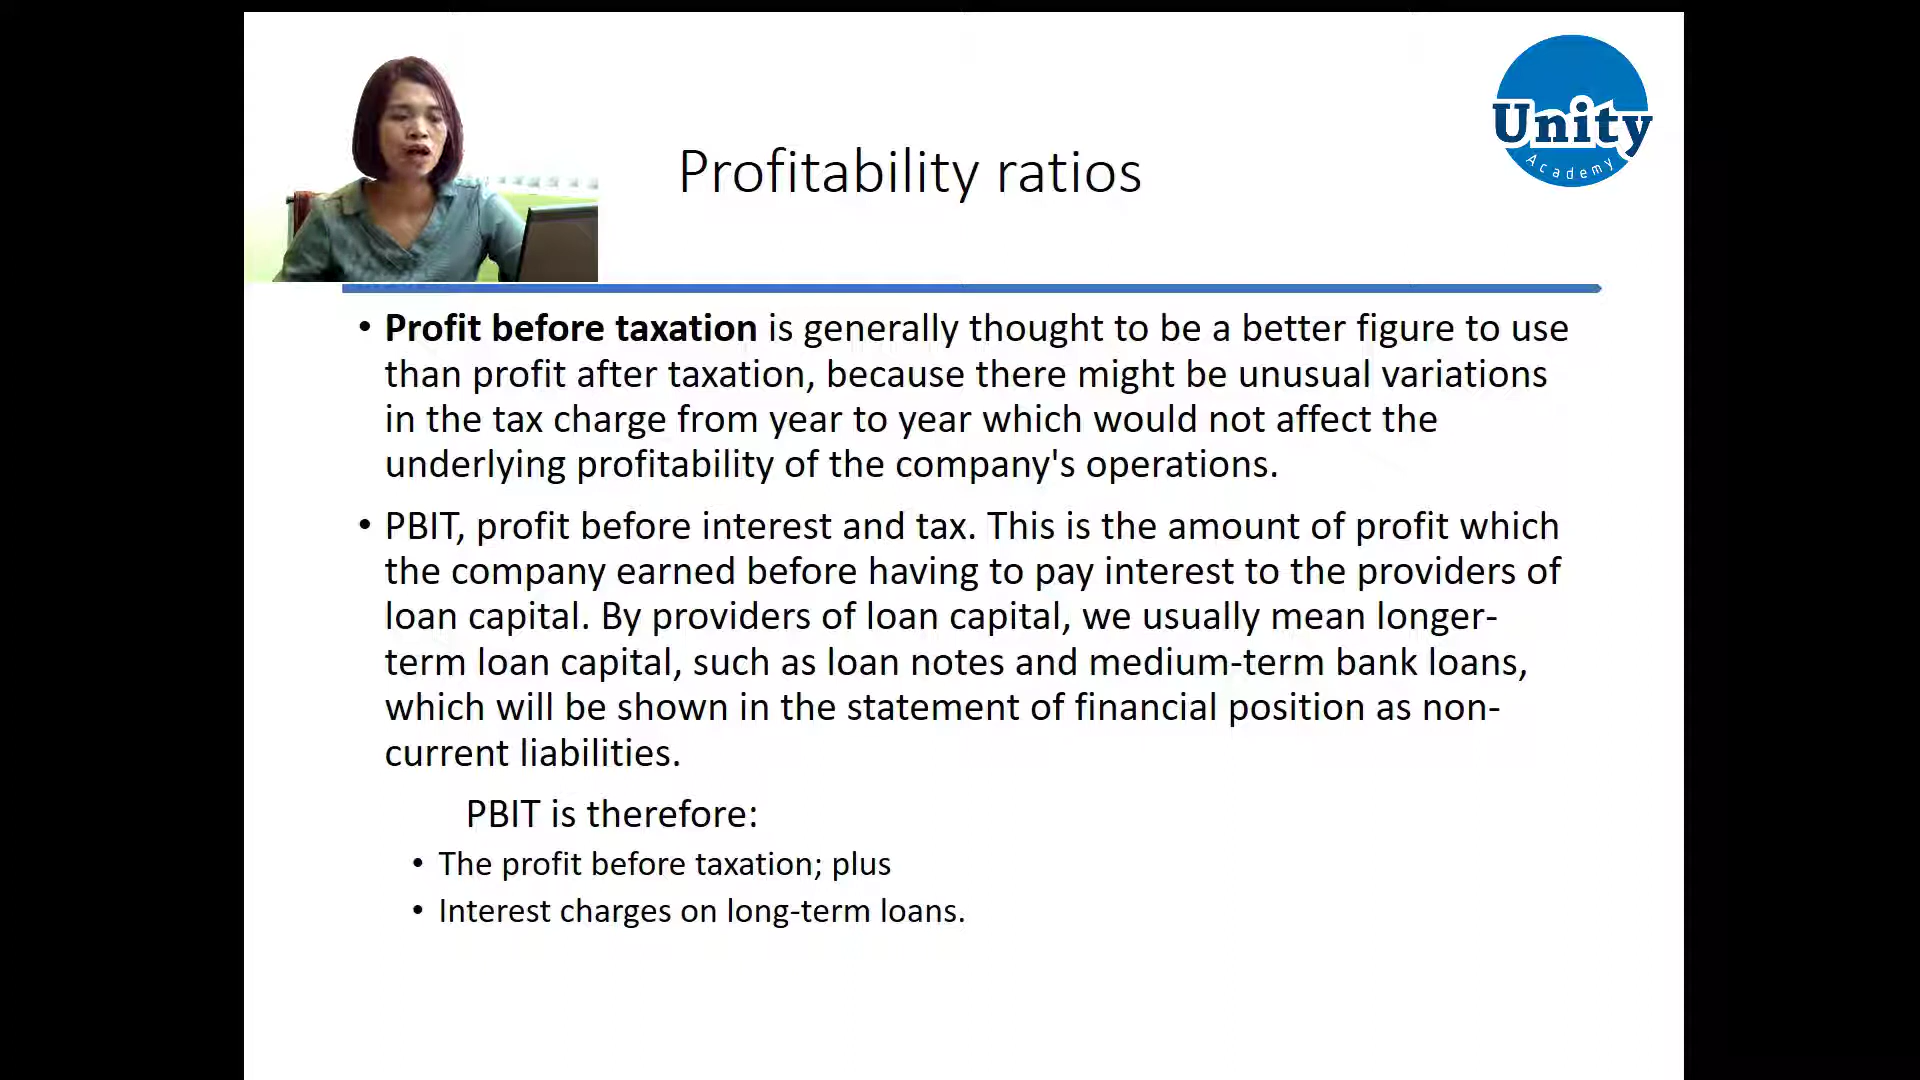 Unity
Academy
Profitability ratios
• Profit before taxation is generally thought to be a better figure to use
than profit after taxation, because there might be unusual variations
in the tax charge from year to year which would not affect the
underlying profitability of the company's operations.
• PBIT, profit before interest and tax. This is the amount of profit which
the company earned before having to pay interest to the providers of
loan capital. By providers of loan capital, we usually mean longer-
term loan capital, such as loan notes and medium-term bank loans,
which will be shown in the statement of financial position as non-
current liabilities.
PBIT is therefore:
• The profit before taxation; plus
• Interest charges on long-term loans.